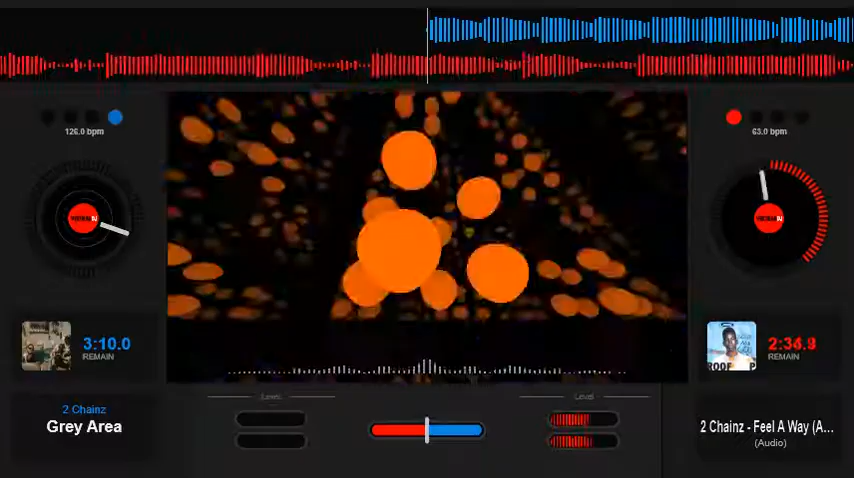 126.0 bpm
63.0 bpm
3:10.0
REMAIN
2:34.9
REMAIN
2 Chainz
Grey Area
Level
Level
2 Chainz - Feel A Way (A...
(Audio)